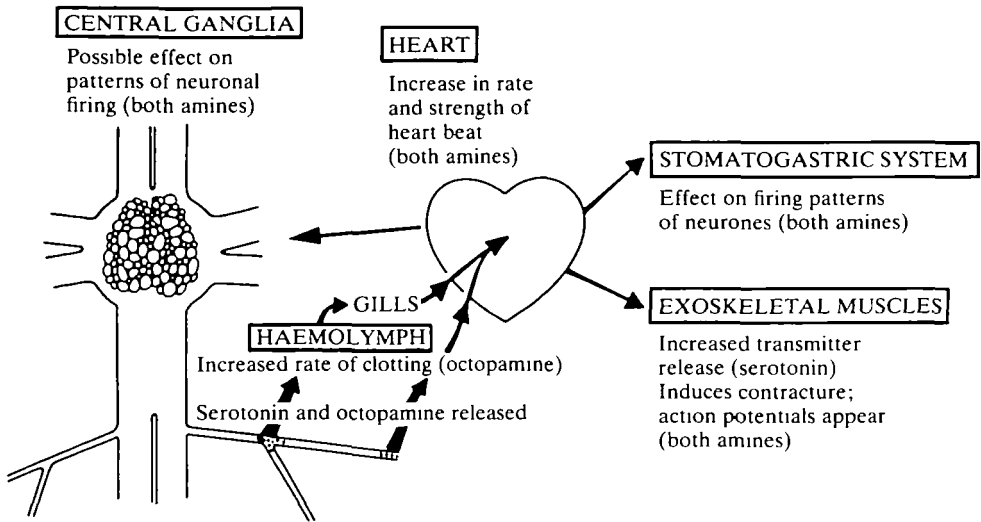 CENTRAL GANGLIA
Possible effect on
patterns of neuronal
firing (both amines)
HEART
Increase in rate
and strength of
heart beat
(both amines)
STOMATOGASTRIC SYSTEM
Effect on firing patterns
of neurones (both amines)
GILLS
HAEMOLYMPH
Increased rate of clotting (octopamine)
Serotonin and octopamine released
EXOSKELETAL MUSCLES
Increased transmitter
release (serotonin)
Induces contracture;
action potentials appear
(both amines)